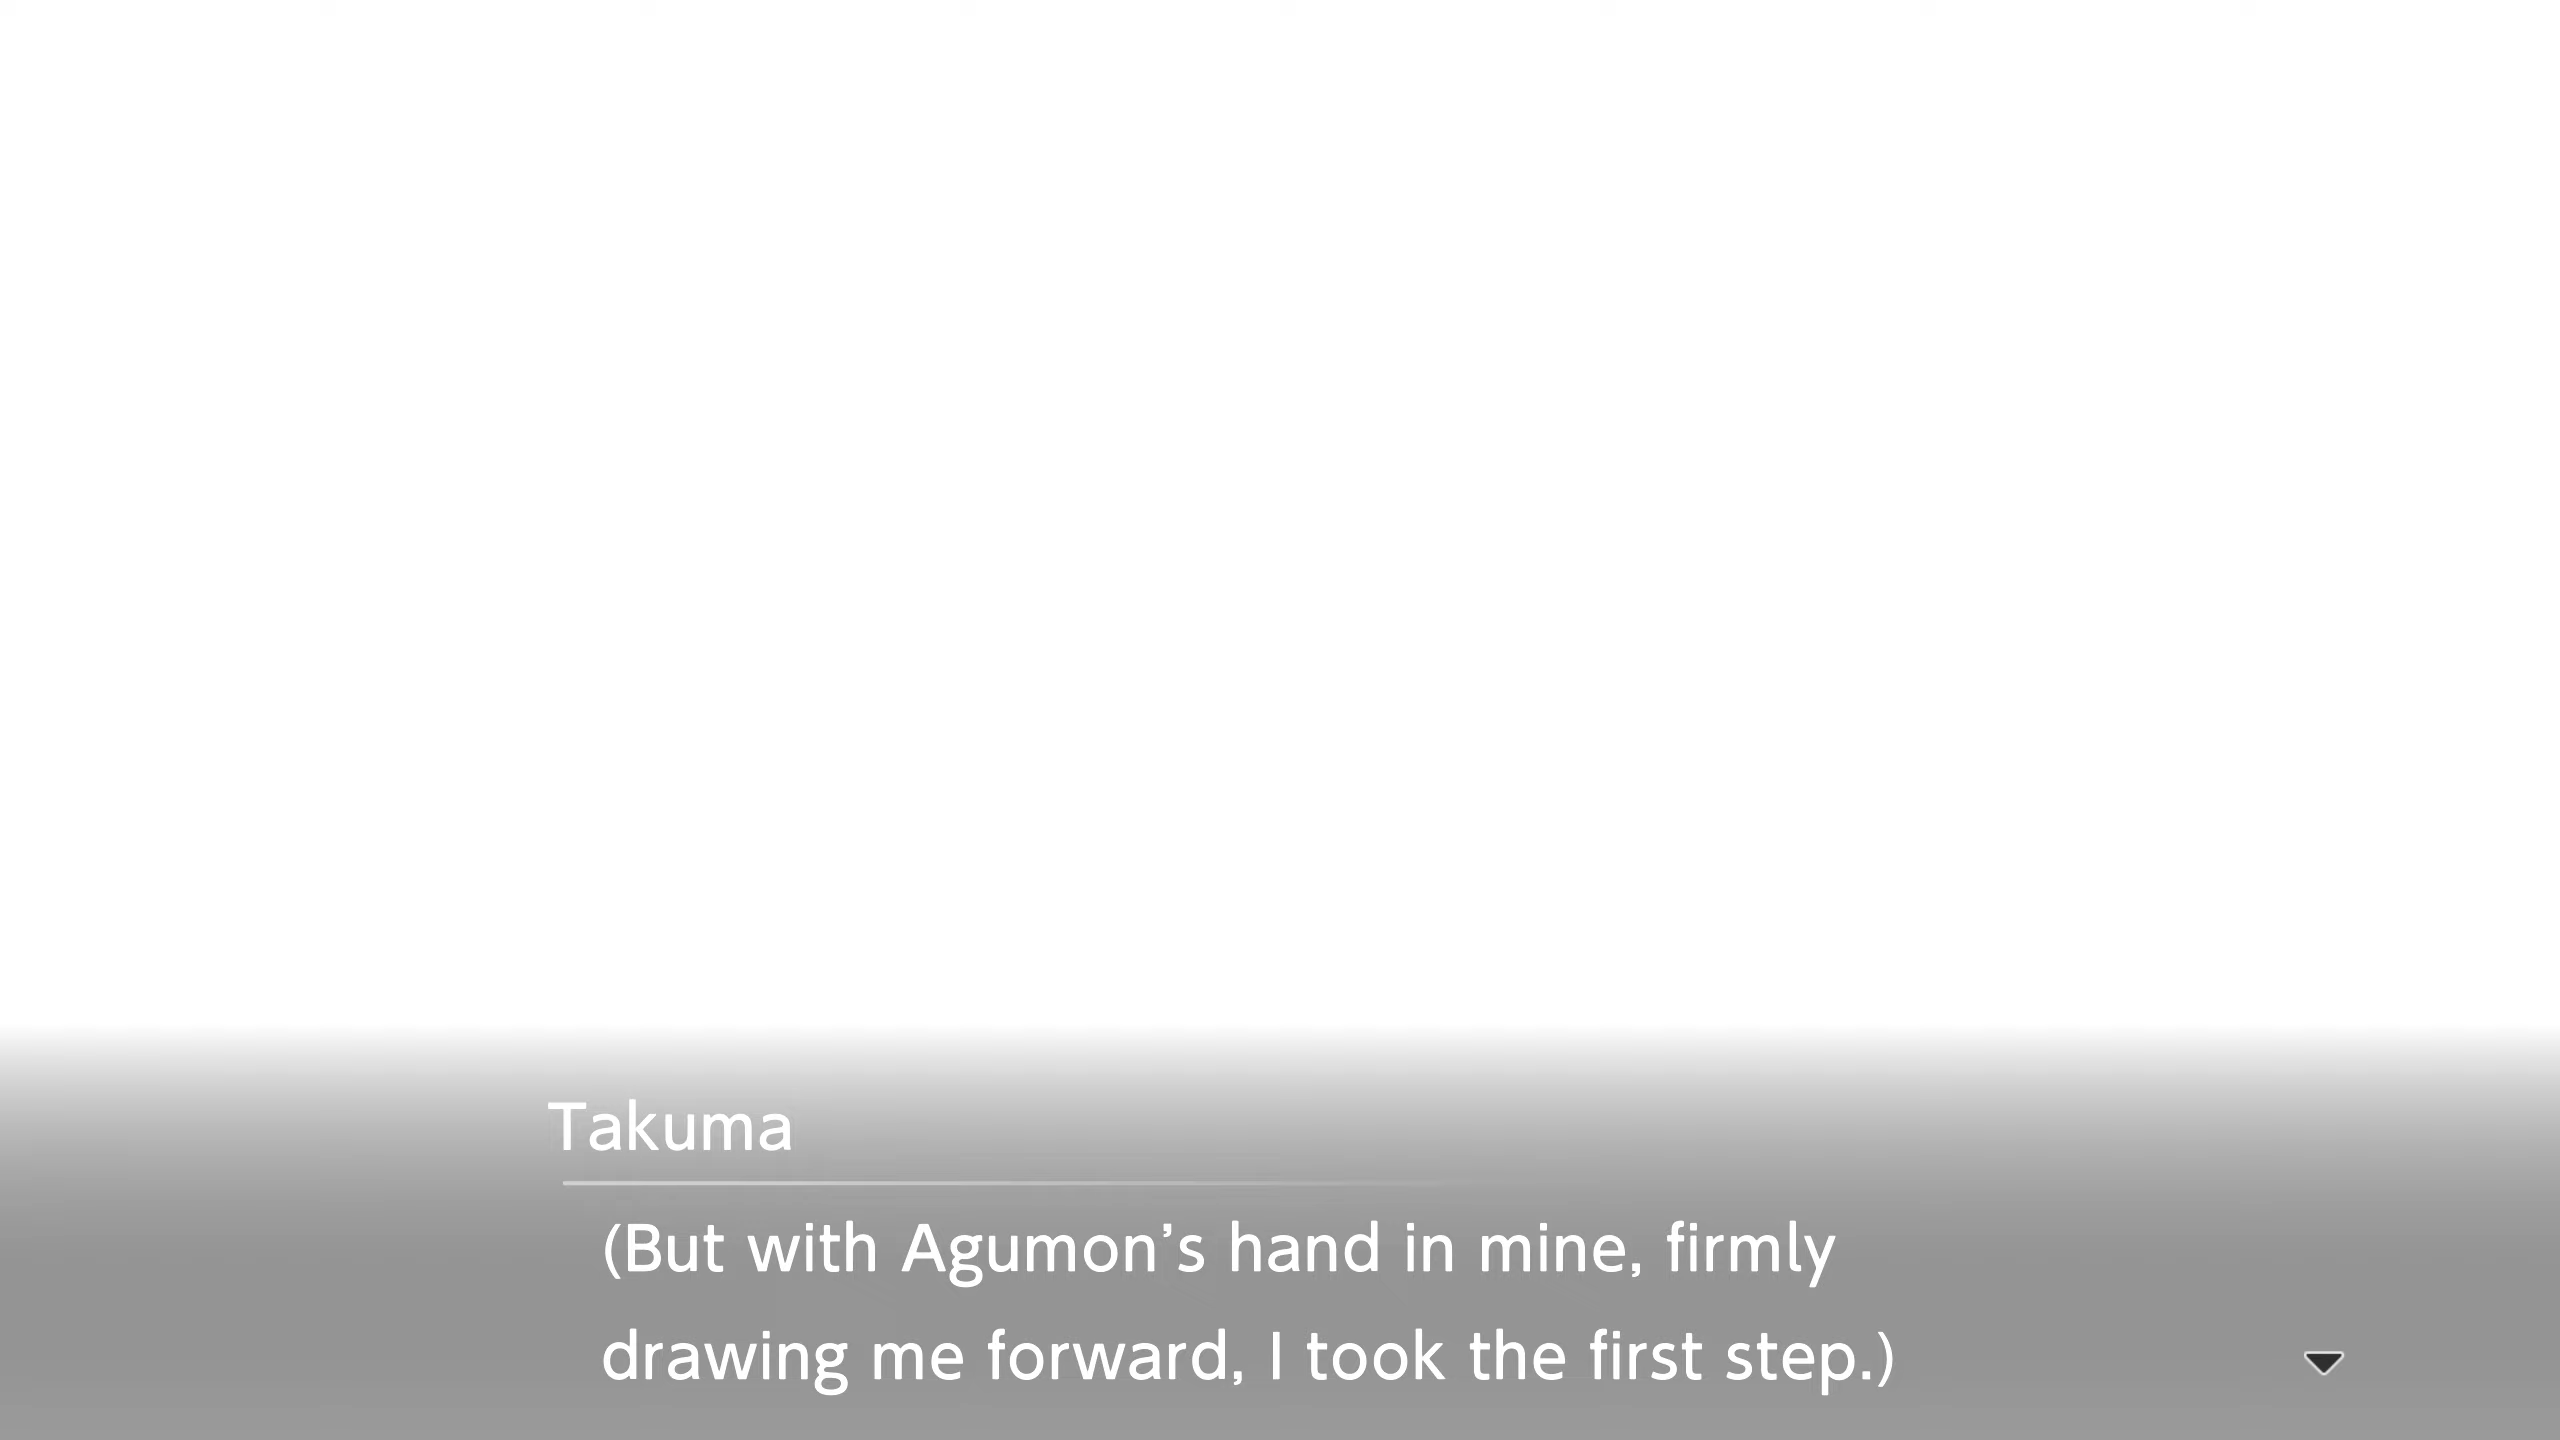 Takuma
(But with Agumon’s hand in mine, firmly
drawing me forward, I took the first step.)